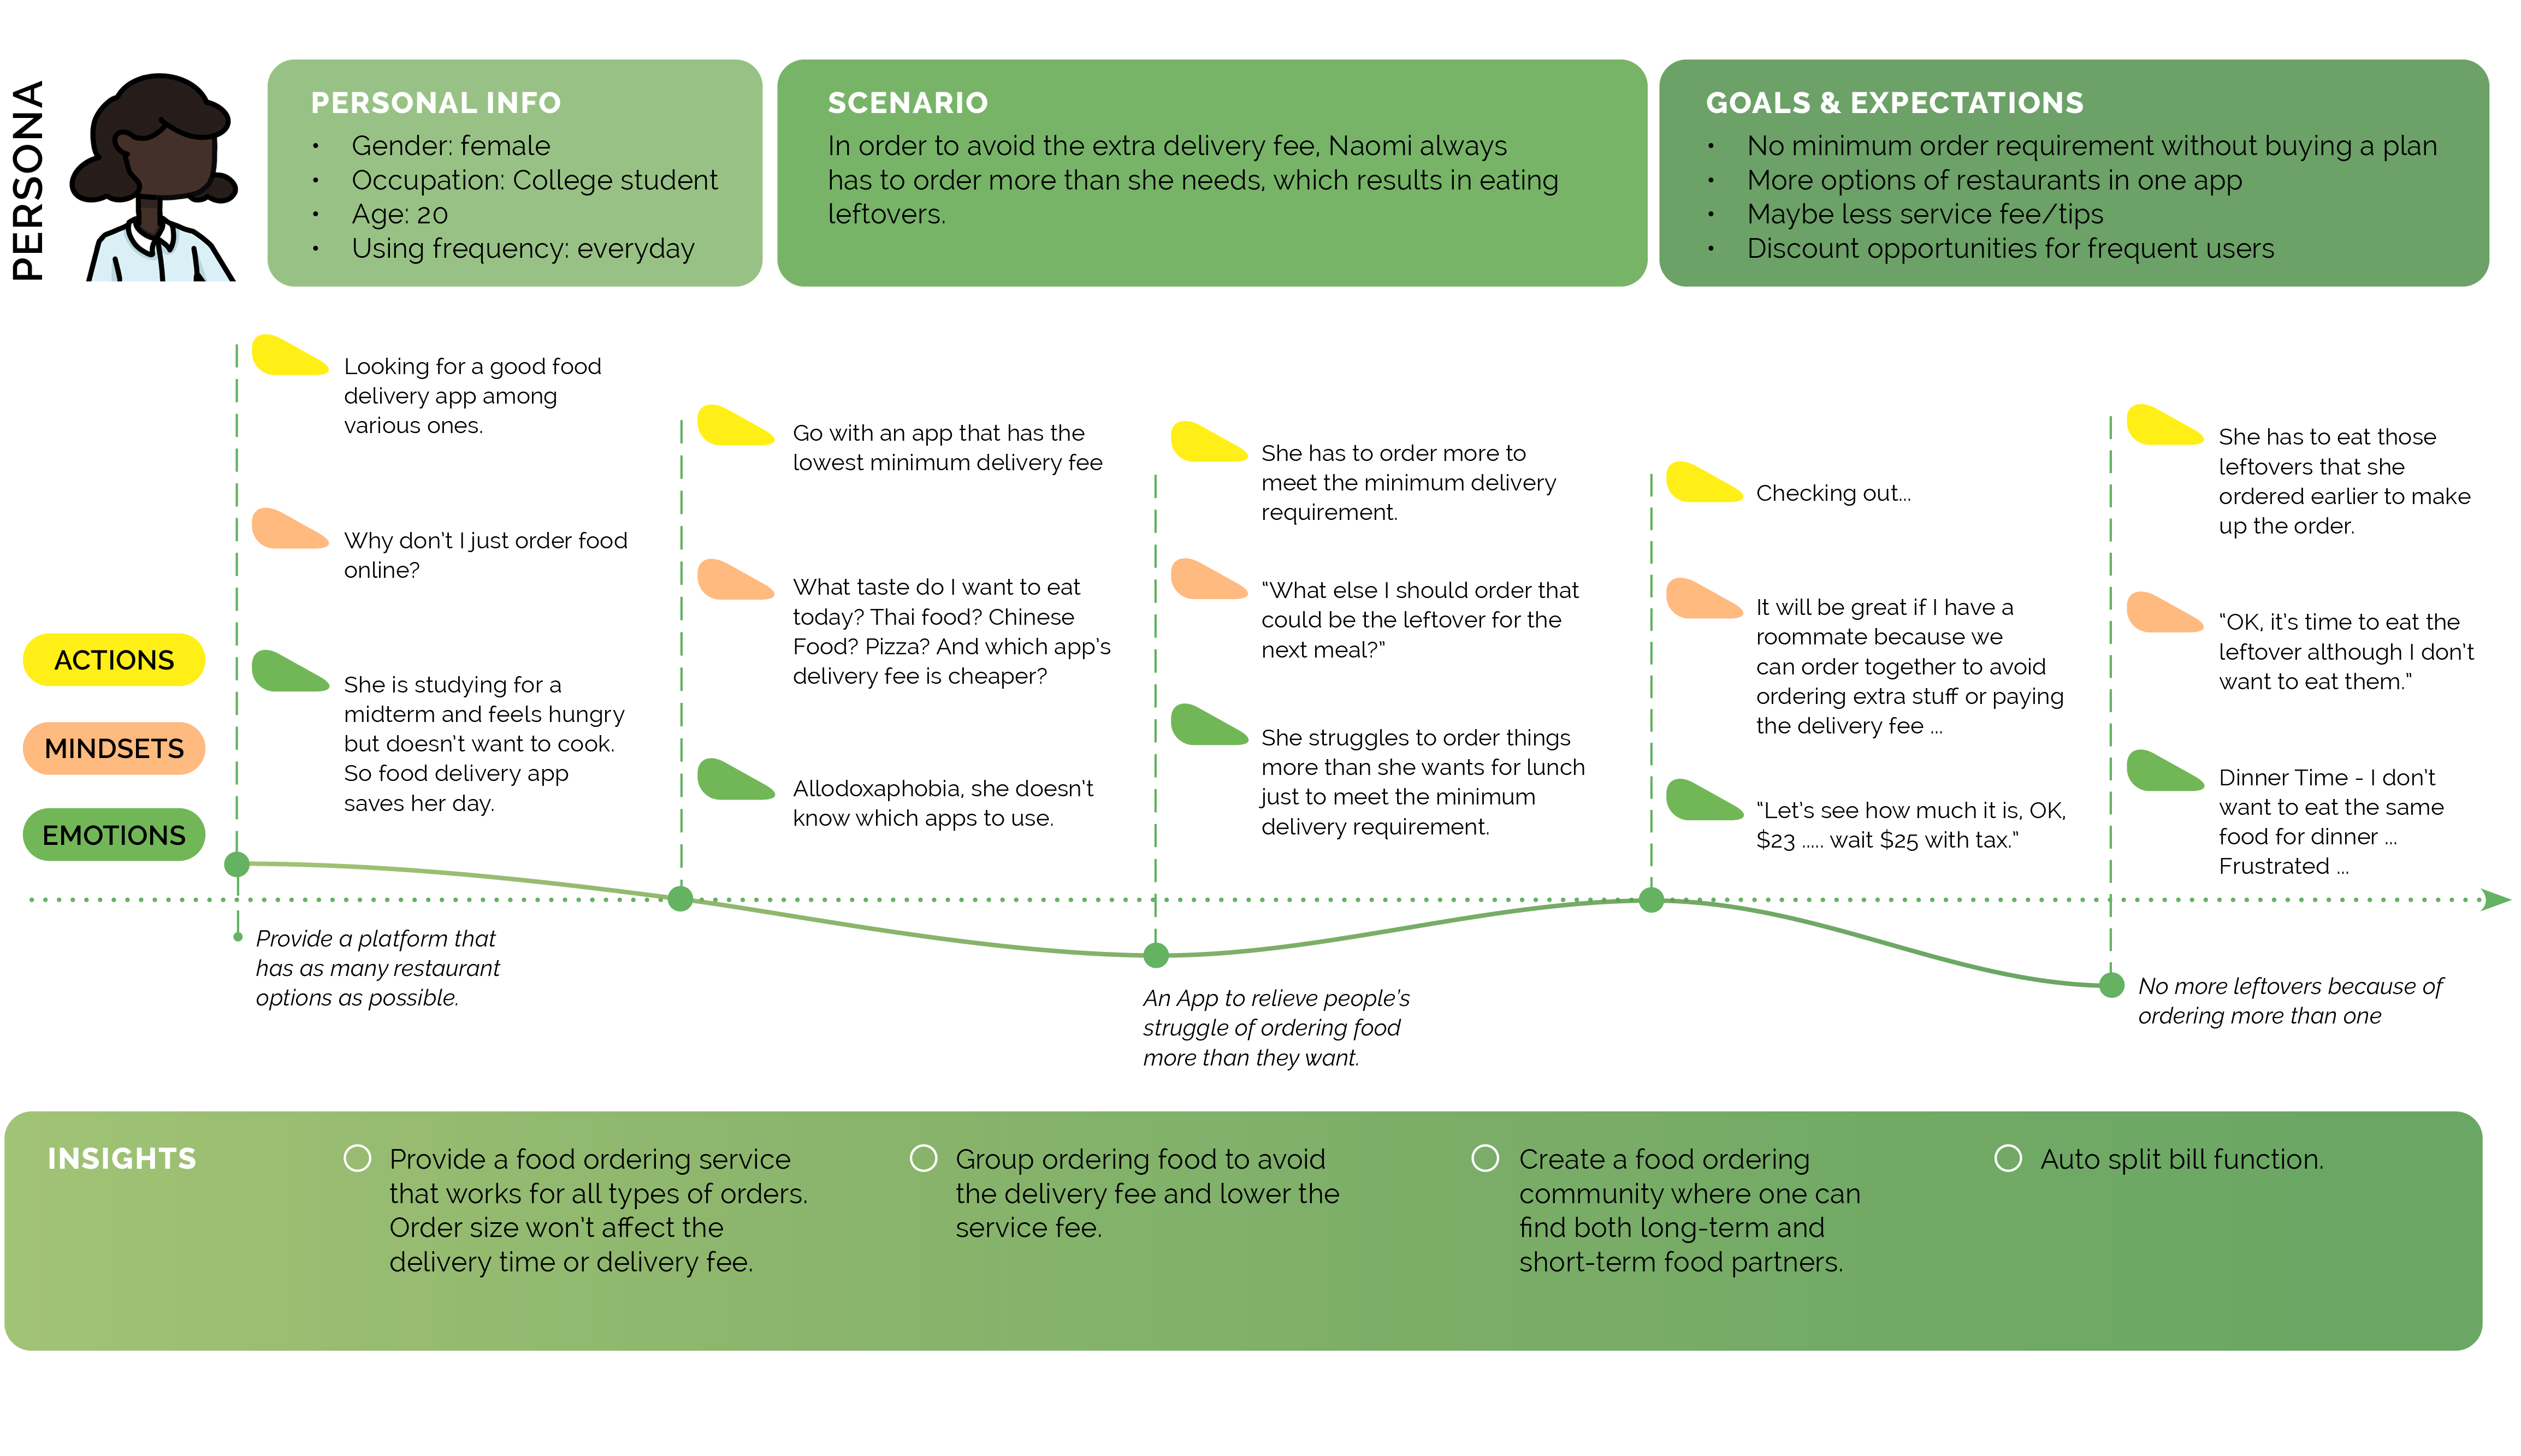 PERSONA
PERSONAL INFO
• Gender: female
• Occupation: College student
• Age: 20
• Using frequency: everyday
SCENARIO
In order to avoid the extra delivery fee, Naomi always
has to order more than she needs, which results in eating
leftovers.
GOALS & EXPECTATIONS
• No minimum order requirement without buying a plan
• More options of restaurants in one app
• Maybe less service fee/tips
• Discount opportunities for frequent users
ACTIONS
MINDSETS
EMOTIONS
Looking for a good food
delivery app among
various ones.
Why don't I just order food
online?
She is studying for a
midterm and feels hungry
but doesn't want to cook.
So food delivery app
saves her day.
Provide a platform that
has as many restaurant
options as possible.
Go with an app that has the
lowest minimum delivery fee
What taste do I want to eat
today? Thai food? Chinese
Food? Pizza? And which app's
delivery fee is cheaper?
Allodoxaphobia, she doesn't
know which apps to use.
She has to order more to
meet the minimum delivery
requirement.
“What else I should order that
could be the leftover for the
next meal?”
She struggles to order things
more than she wants for lunch
just to meet the minimum
delivery requirement.
An App to relieve people's
struggle of ordering food
more than they want.
Checking out...
It will be great if I have a
roommate because we
can order together to avoid
ordering extra stuff or paying
the delivery fee ...
“Let's see how much it is, OK,
$23 ..... wait $25 with tax.”
She has to eat those
leftovers that she
ordered earlier to make
up the order.
“OK, it's time to eat the
leftover although I don't
want to eat them.”
Dinner Time - I don't
want to eat the same
food for dinner ...
Frustrated ...
No more leftovers because of
ordering more than one
INSIGHTS
Provide a food ordering service
that works for all types of orders.
Order size won't affect the
delivery time or delivery fee.
Group ordering food to avoid
the delivery fee and lower the
service fee.
Create a food ordering
community where one can
find both long-term and
short-term food partners.
Auto split bill function.